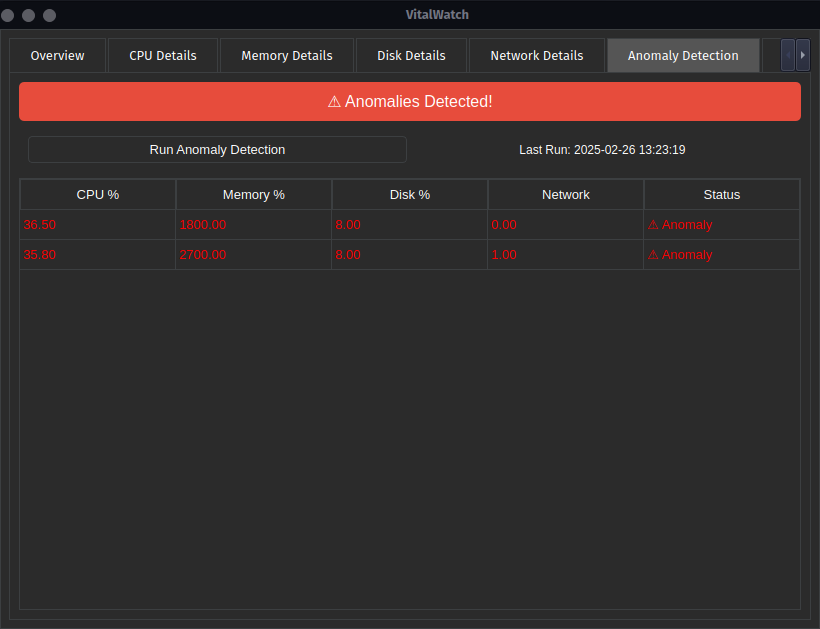 VitalWatch
Overview CPU Details Memory Details Disk Details Network Details Anomaly Detection
⚠ Anomalies Detected!
Run Anomaly Detection Last Run: 2025-02-26 13:23:19
CPU % Memory % Disk % Network Status
36.50 1800.00 8.00 0.00 ⚠ Anomaly
35.80 2700.00 8.00 1.00 ⚠ Anomaly